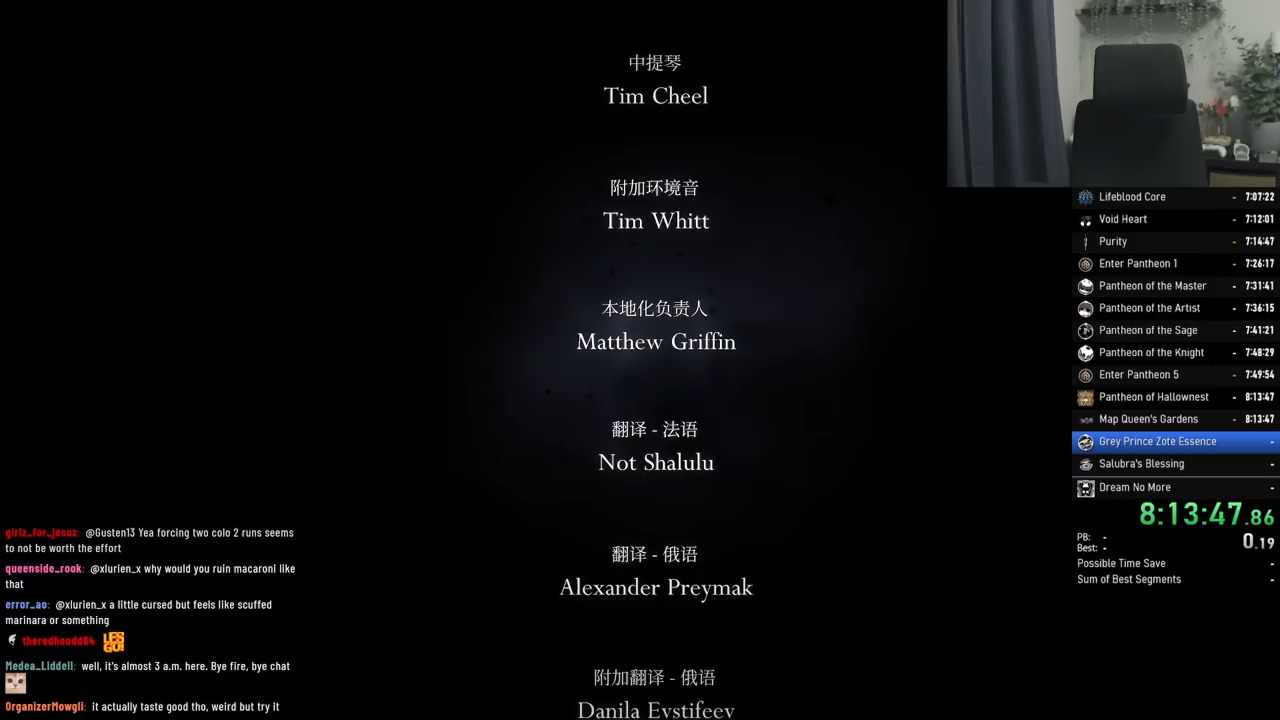 中提琴
Tim Cheel
附加环境音
Tim Whitt
本地化负责人
Matthew Griffin
翻译 - 法语
Not Shalulu
翻译 - 俄语
Alexander Preymak
附加翻译 - 俄语
Danila Evstifeev
Lifeblood Core - 7:07:22
Void Heart - 7:12:01
Purity - 7:14:47
Enter Pantheon 1 - 7:26:17
Pantheon of the Master - 7:31:41
Pantheon of the Artist - 7:36:15
Pantheon of the Sage - 7:41:21
Pantheon of the Knight - 7:48:29
Enter Pantheon 5 - 7:49:54
Pantheon of Hallownest - 8:13:47
Map Queen's Gardens - 8:13:47
Grey Prince Zote Essence -
Salubra's Blessing -
Dream No More -
8:13:47.86
PB: -
Best: -
0.19
Possible Time Save -
Sum of Best Segments -
girlz_for_jesuz: @Gusten13 Yea forcing two colo 2 runs seems
to not be worth the effort
queenside_rook: @xlurien_x why would you ruin macaroni like
that
error_ao: @xlurien_x a little cursed but feels like scuffed
marinara or something
theredhoodd64 LETS GO!
Medea_Liddell: well, it's almost 3 a.m. here. Bye fire, bye chat
OrganizerMowgli: it actually taste good tho, weird but try it